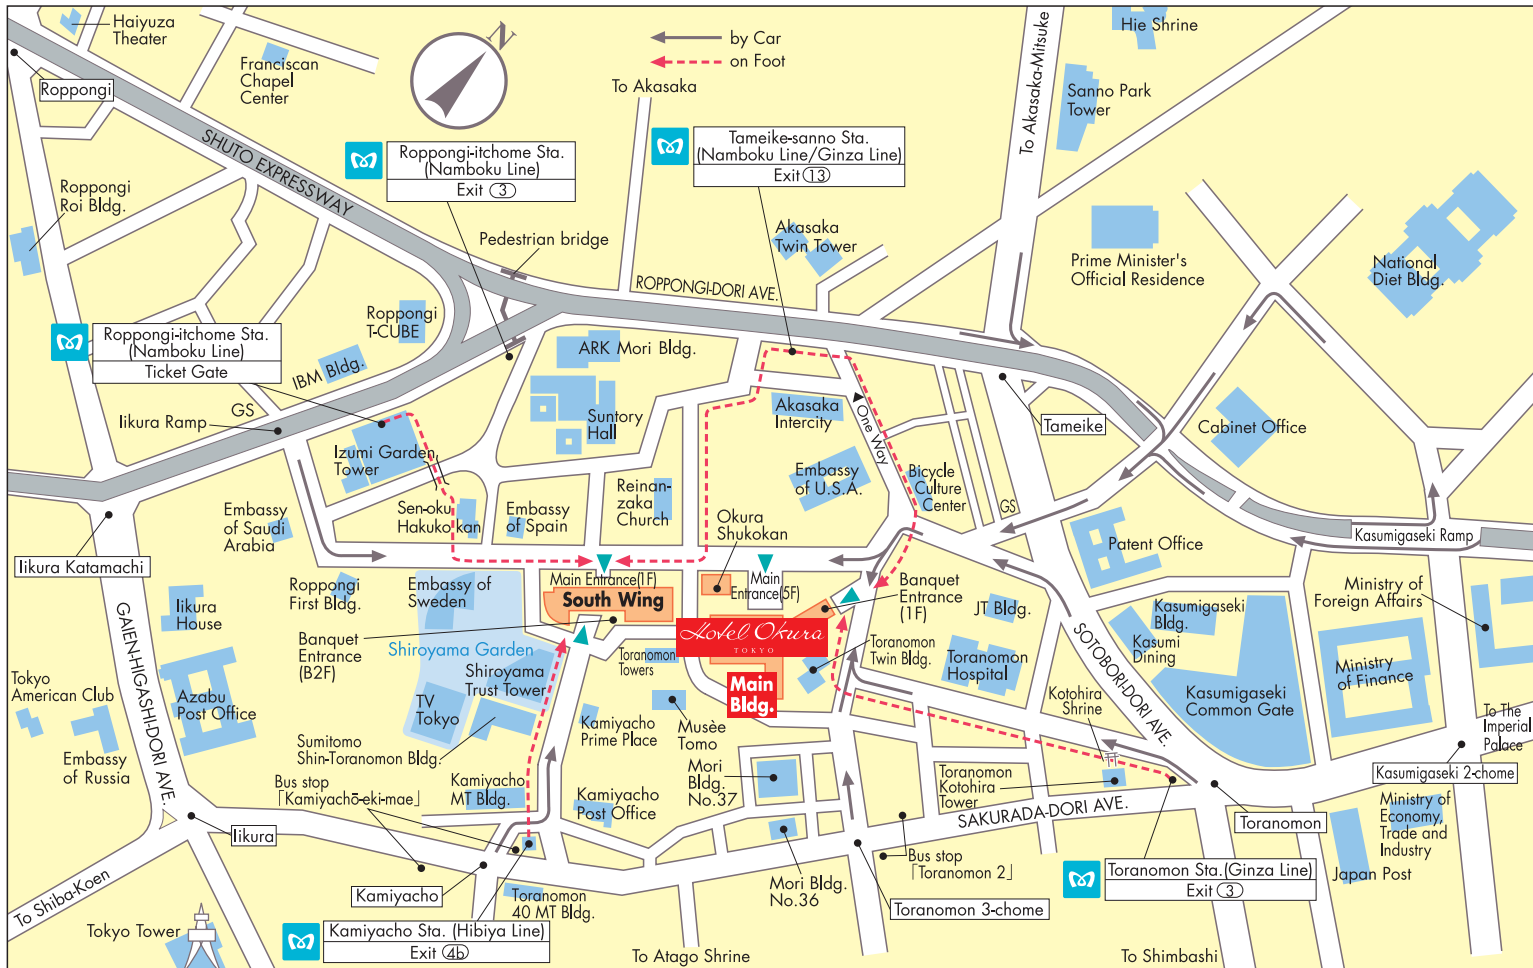 Haiyuza
Theater
Franciscan
Chapel
Center
N
by Car
on Foot
To Akasaka
To Akasaka-Mitsuke
Hie Shrine
Sanno Park
Tower
Roppongi
SHUTO EXPRESSWAY
Roppongi-itchome Sta.
(Namboku Line)
Exit 3
Tameike-sanno Sta.
(Namboku Line/Ginza Line)
Exit 13
Roppongi
Roi Bldg.
Pedestrian bridge
Akasaka
Twin Tower
Prime Minister's
Official Residence
National
Diet Bldg.
ROPPONGI-DORI AVE.
Roppongi
T-CUBE
Roppongi-itchome Sta.
(Namboku Line)
Ticket Gate
IBM Bldg.
ARK Mori Bldg.
GS
Iikura Ramp
Suntory
Hall
Akasaka
Intercity
One Way
Tameike
Cabinet Office
Izumi Garden
Tower
Embassy
of U.S.A.
Bicycle
Culture
Center
GS
Reinan-
zaka
Church
Sen-oku
Hakuko kan
Embassy
of Spain
Okura
Shukokan
Embassy
of Saudi
Arabia
Patent Office
Kasumigaseki Ramp
Iikura Katamachi
Main Entrance(1F)
Main
Entrance(5F)
Banquet
Entrance
(1F)
Roppongi
First Bldg.
Embassy of
Sweden
South Wing
JT Bldg.
Kasumigaseki
Bldg.
Ministry of
Foreign Affairs
Iikura
House
GAIEN-HIGASHI-DORI AVE.
Banquet
Entrance
(B2F)
Shiroyama Garden
Hotel Okura
TOKYO
Toranomon
Twin Bldg.
Toranomon
Hospital
SOTOBORI-DORI AVE.
Kasumi
Dining
Toranomon
Towers
Shiroyama
Trust Tower
Main
Bldg.
Ministry
of Finance
Tokyo
American Club
Azabu
Post Office
TV
Tokyo
Kotohira
Shrine
Kasumigaseki
Common Gate
To The
Imperial
Palace
Embassy
of Russia
Sumitomo
Shin-Toranomon Bldg.
Kamiyacho
Prime Place
Musèe
Tomo
Bus stop
「Kamiyachō-eki-mae」
Kamiyacho
MT Bldg.
Kamiyacho
Post Office
Mori
Bldg.
No.37
Toranomon
Kotohira
Tower
Kasumigaseki 2-chome
Iikura
SAKURADA-DORI AVE.
Toranomon
Ministry of
Economy,
Trade and
Industry
Bus stop
「Toranomon 2」
Toranomon Sta.(Ginza Line)
Exit 3
Japan Post
To Shiba-Koen
Kamiyacho
Toranomon
40 MT Bldg.
Mori Bldg.
No.36
Toranomon 3-chome
Tokyo Tower
Kamiyacho Sta. (Hibiya Line)
Exit 4b
To Atago Shrine
To Shimbashi